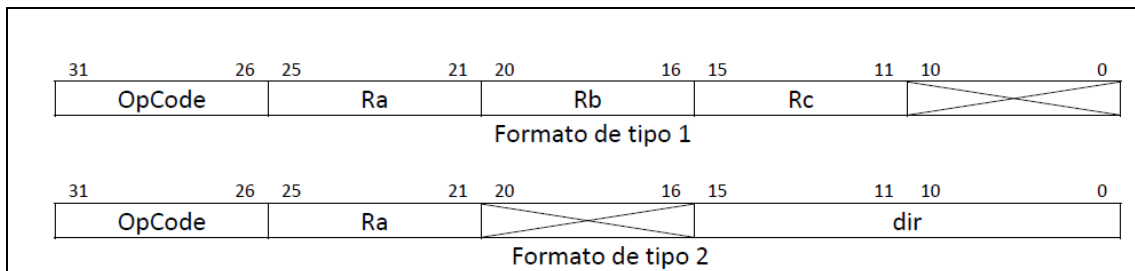 31 26 25 21 20 16 15 11 10 0
OpCode Ra Rb Rc
Formato de tipo 1
31 26 25 21 20 16 15 11 10 0
OpCode Ra dir
Formato de tipo 2